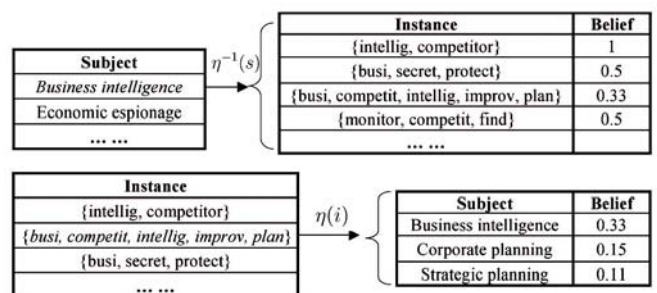 Instance Belief
Subject η⁻¹(s) {intellig, competitor} 1
Business intelligence {busi, secret, protect} 0.5
Economic espionage {busi, competit, intellig, improv, plan} 0.33
... ... {monitor, competit, find} 0.5
... ...
Instance
{intellig, competitor} η(i) Subject Belief
{busi, competit, intellig, improv, plan} Business intelligence 0.33
{busi, secret, protect} Corporate planning 0.15
... ... Strategic planning 0.11